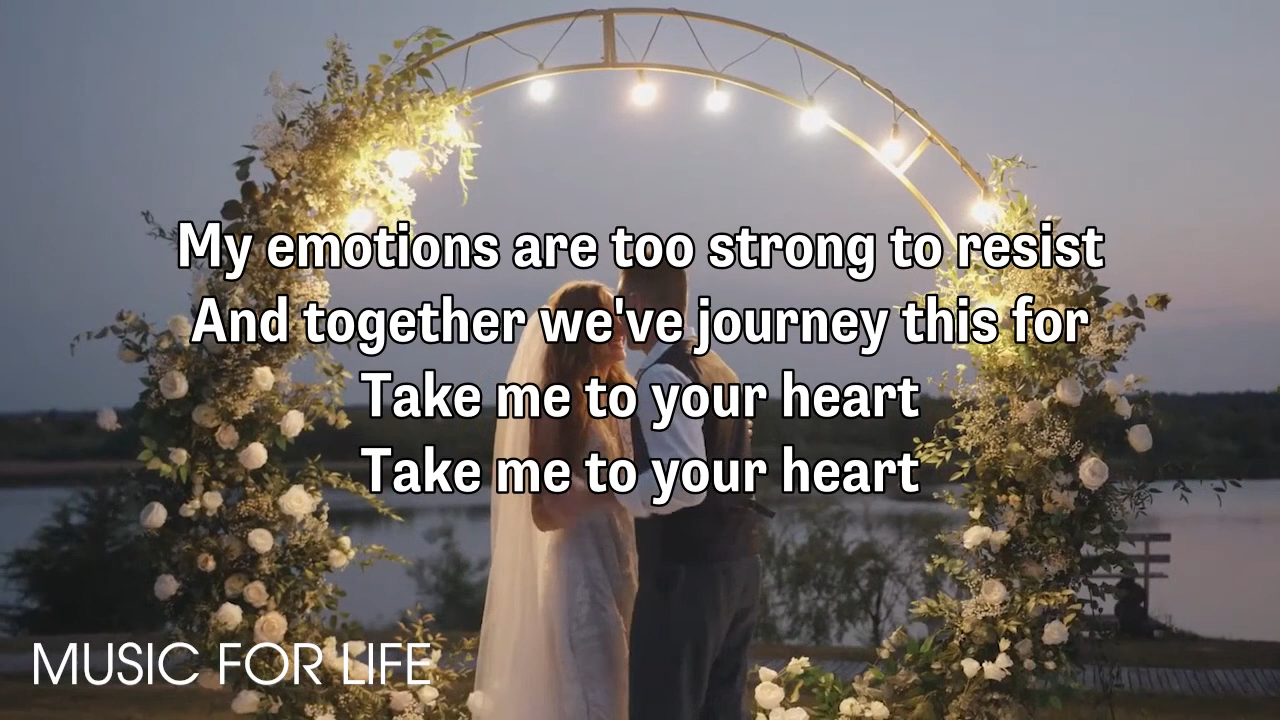 My emotions are too strong to resist
And together we've journey this for
Take me to your heart
Take me to your heart
MUSIC FOR LIFE